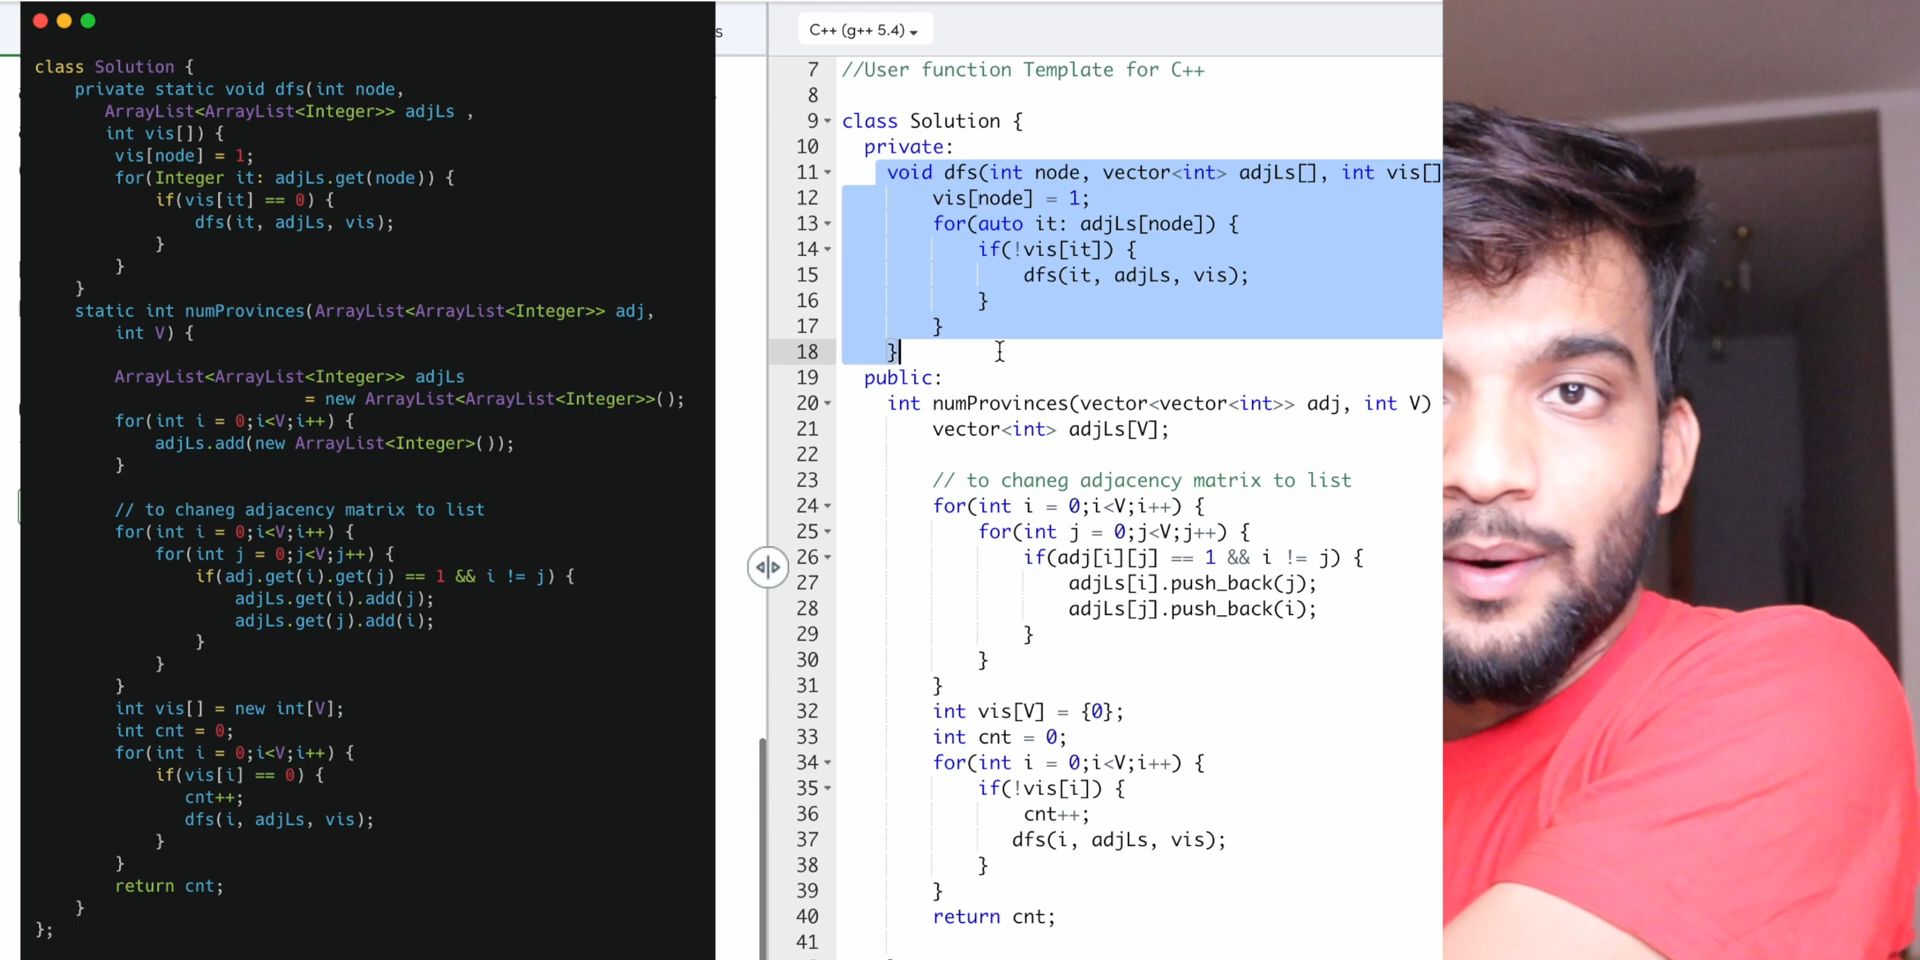 class Solution {
private static void dfs(int node,
ArrayList<ArrayList<Integer>> adjLs ,
int vis[]) {
vis[node] = 1;
for(Integer it: adjLs.get(node)) {
if(vis[it] == 0) {
dfs(it, adjLs, vis);
}
}
}
static int numProvinces(ArrayList<ArrayList<Integer>> adj,
int V) {
ArrayList<ArrayList<Integer>> adjLs
= new ArrayList<ArrayList<Integer>>();
for(int i = 0;i<V;i++) {
adjLs.add(new ArrayList<Integer>());
}
// to chaneg adjacency matrix to list
for(int i = 0;i<V;i++) {
for(int j = 0;j<V;j++) {
if(adj.get(i).get(j) == 1 && i != j) {
adjLs.get(i).add(j);
adjLs.get(j).add(i);
}
}
}
int vis[] = new int[V];
int cnt = 0;
for(int i = 0;i<V;i++) {
if(vis[i] == 0) {
cnt++;
dfs(i, adjLs, vis);
}
}
return cnt;
}
};
s
C++ (g++ 5.4)
7 //User function Template for C++
8
9 class Solution {
10 private:
11 void dfs(int node, vector<int> adjLs[], int vis[]
12 vis[node] = 1;
13 for(auto it: adjLs[node]) {
14 if(!vis[it]) {
15 dfs(it, adjLs, vis);
16 }
17 }
18 }
19 public:
20 int numProvinces(vector<vector<int>> adj, int V)
21 vector<int> adjLs[V];
22
23 // to chaneg adjacency matrix to list
24 for(int i = 0;i<V;i++) {
25 for(int j = 0;j<V;j++) {
26 if(adj[i][j] == 1 && i != j) {
27 adjLs[i].push_back(j);
28 adjLs[j].push_back(i);
29 }
30 }
31 }
32 int vis[V] = {0};
33 int cnt = 0;
34 for(int i = 0;i<V;i++) {
35 if(!vis[i]) {
36 cnt++;
37 dfs(i, adjLs, vis);
38 }
39 }
40 return cnt;
41